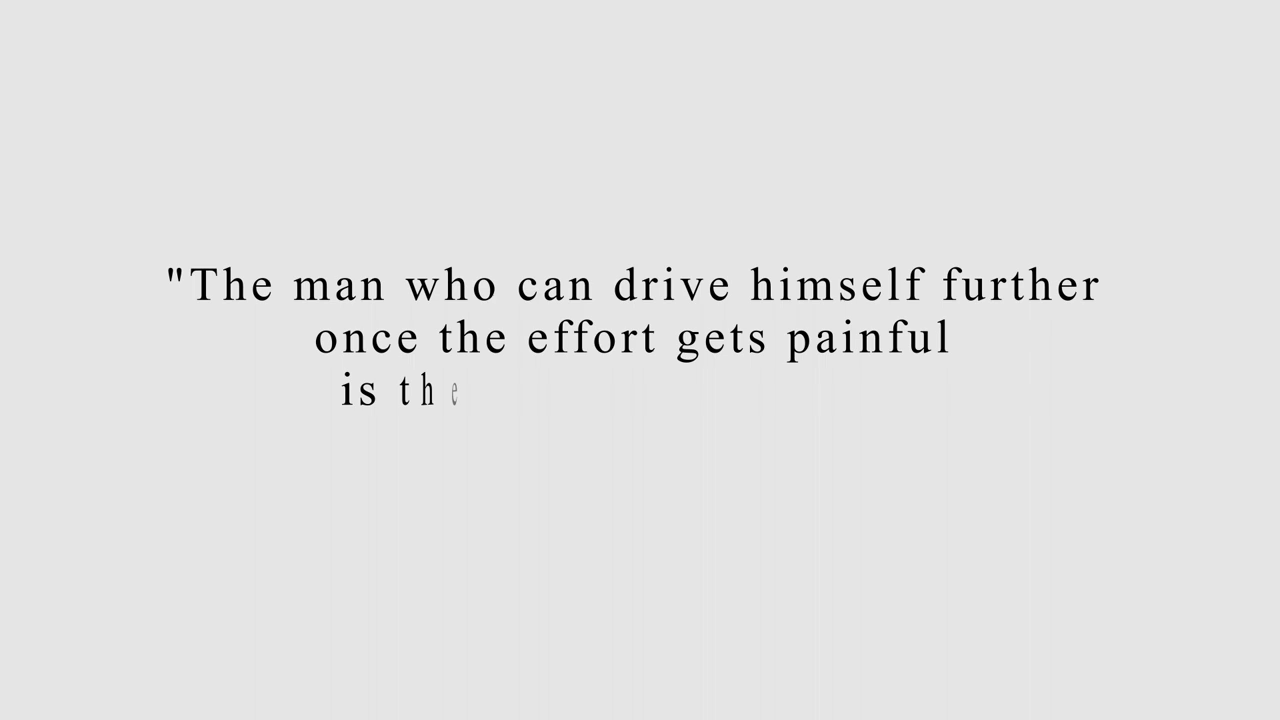 "The man who can drive himself further
once the effort gets painful
is the